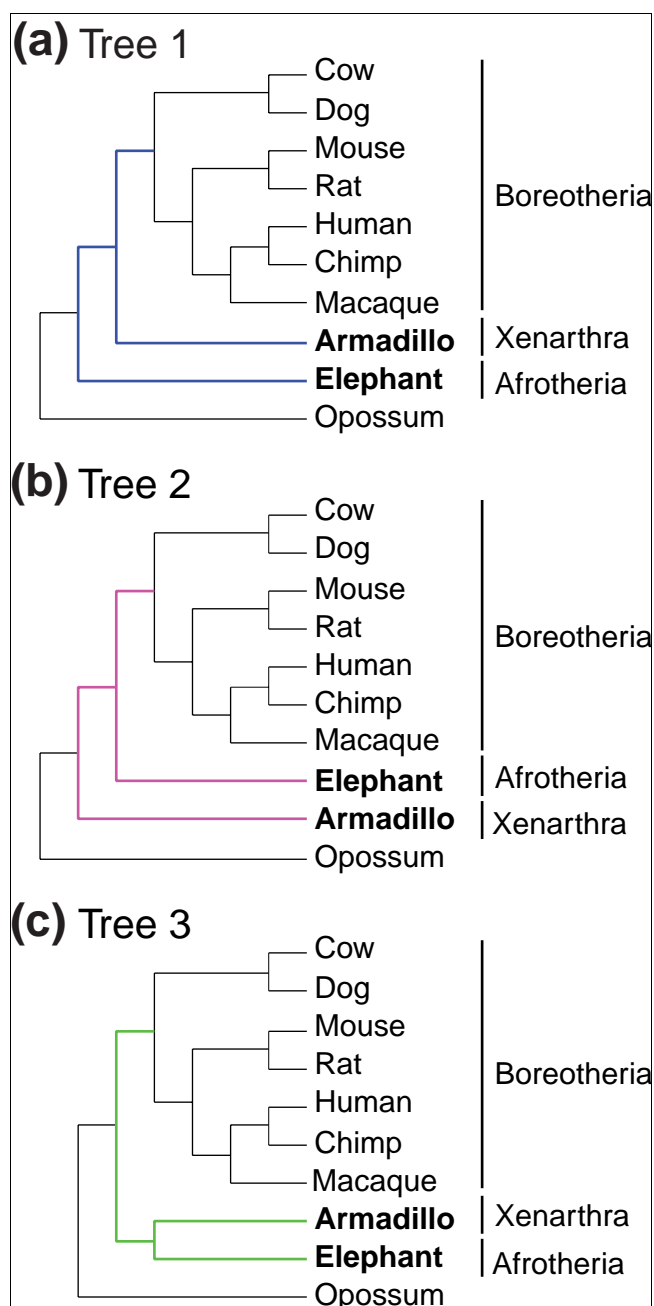 (a) Tree 1
Cow
Dog
Mouse
Rat
Human
Chimp
Macaque
Boreotheria
Armadillo Xenarthra
Elephant Afrotheria
Opossum
(b) Tree 2
Cow
Dog
Mouse
Rat
Human
Chimp
Macaque
Boreotheria
Elephant Afrotheria
Armadillo Xenarthra
Opossum
(c) Tree 3
Cow
Dog
Mouse
Rat
Human
Chimp
Macaque
Boreotheria
Armadillo Xenarthra
Elephant Afrotheria
Opossum